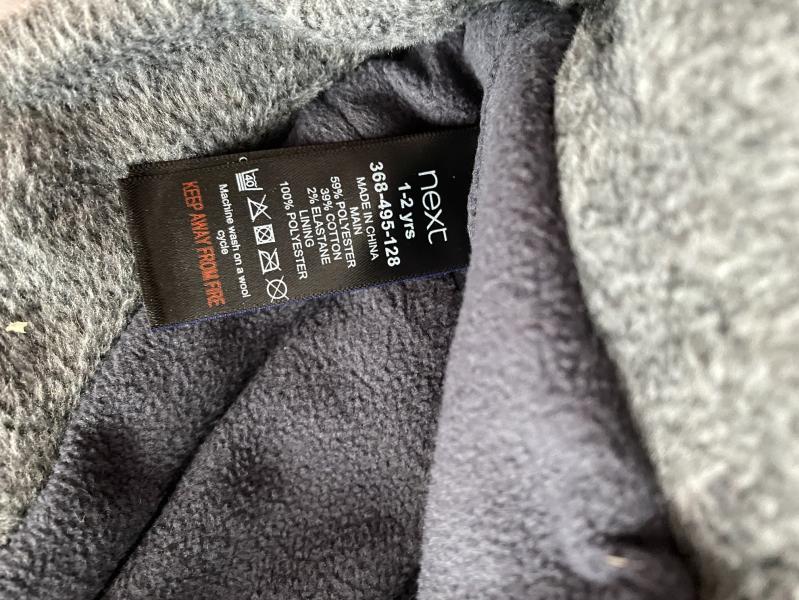 next
1-2 yrs
368-495-128
MADE IN CHINA
MAIN
59% POLYESTER
39% COTTON
2% ELASTANE
LINING
100% POLYESTER
40
Machine wash on a wool
cycle
KEEP AWAY FROM FIRE